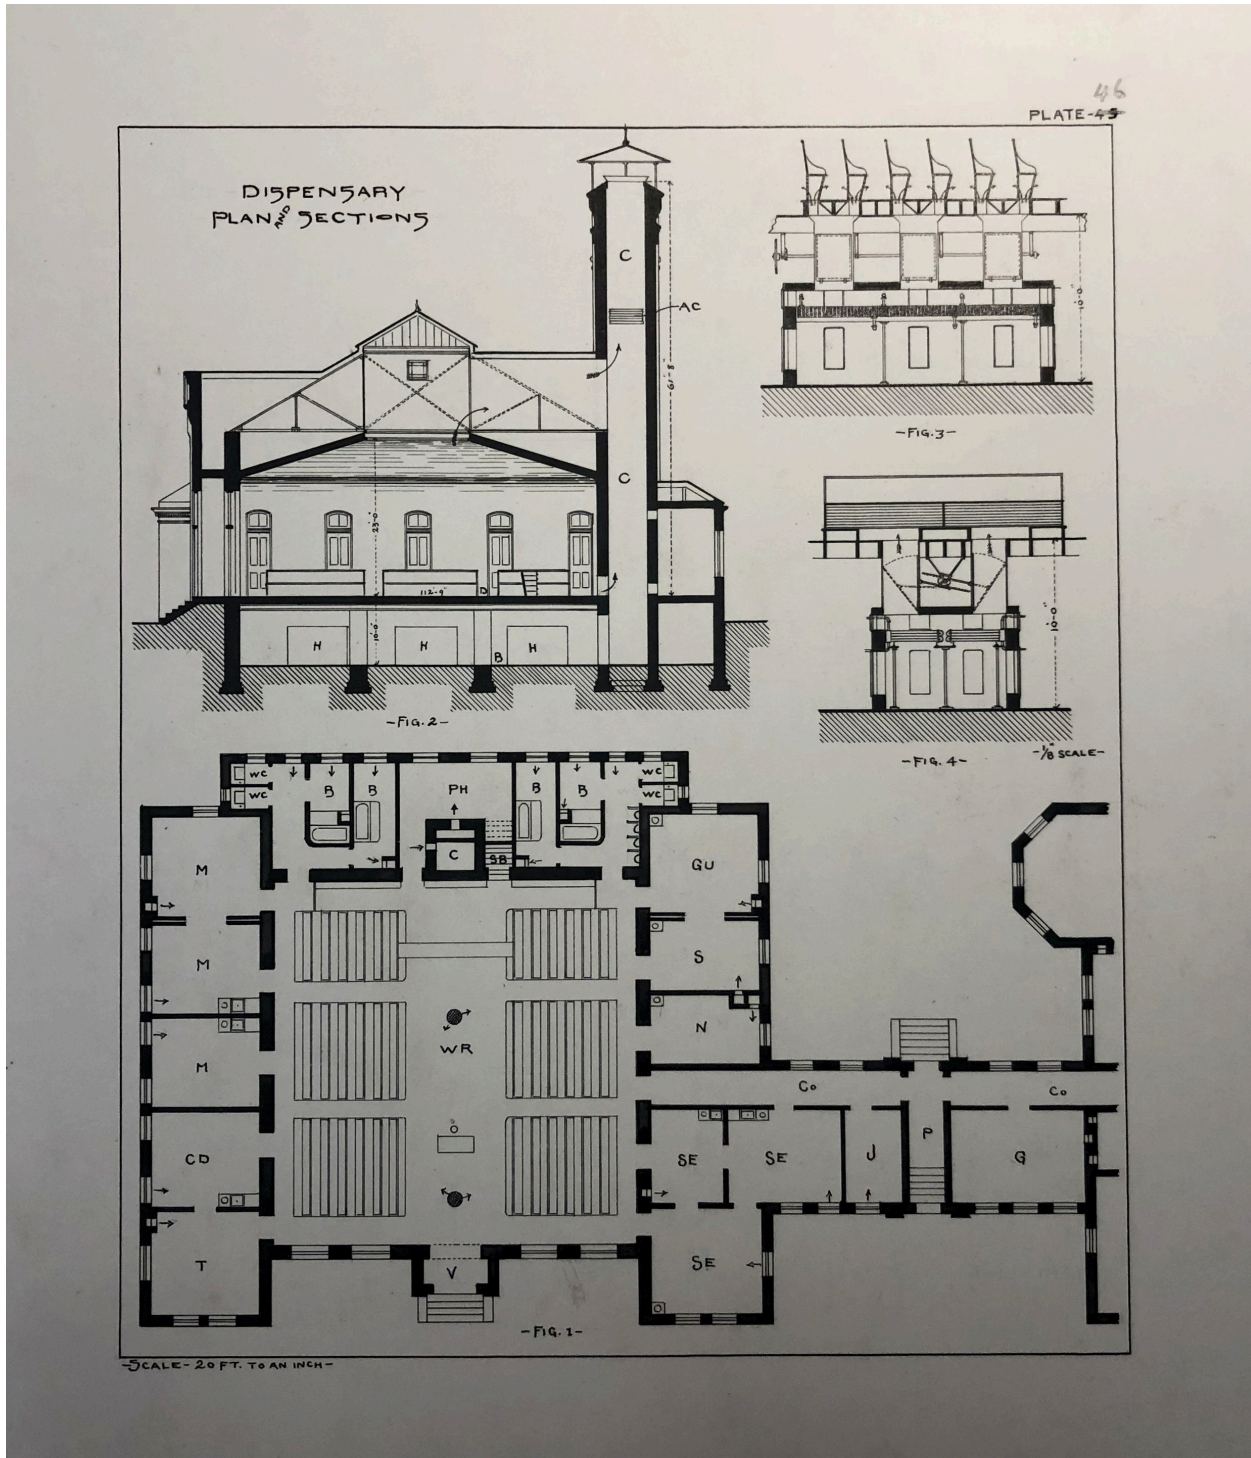 46
PLATE-45
DISPENSARY
PLAN AND SECTIONS
C
AC
61'-8"
C
23'-0"
112'-9"
D
10'-0"
H
H
H
B
-FIG. 2-
-FIG. 3-
10'-0"
-FIG. 4-
-1/8" SCALE-
WC
WC
B
B
PH
B
B
WC
WC
C
SB
M
GU
M
S
N
WR
M
Co
Co
CD
SE
SE
J
P
G
T
V
SE
-FIG. 1-
-SCALE-20 FT. TO AN INCH-